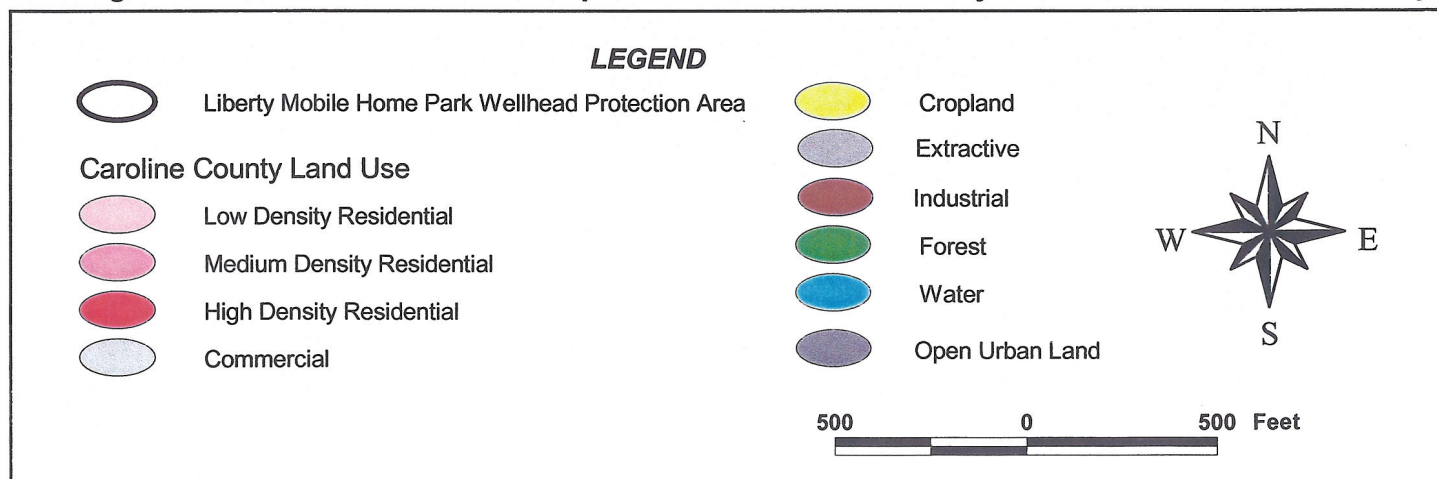 LEGEND
Liberty Mobile Home Park Wellhead Protection Area
Caroline County Land Use
Low Density Residential
Medium Density Residential
High Density Residential
Commercial
Cropland
Extractive
Industrial
Forest
Water
Open Urban Land
N
W E
S
500 0 500 Feet